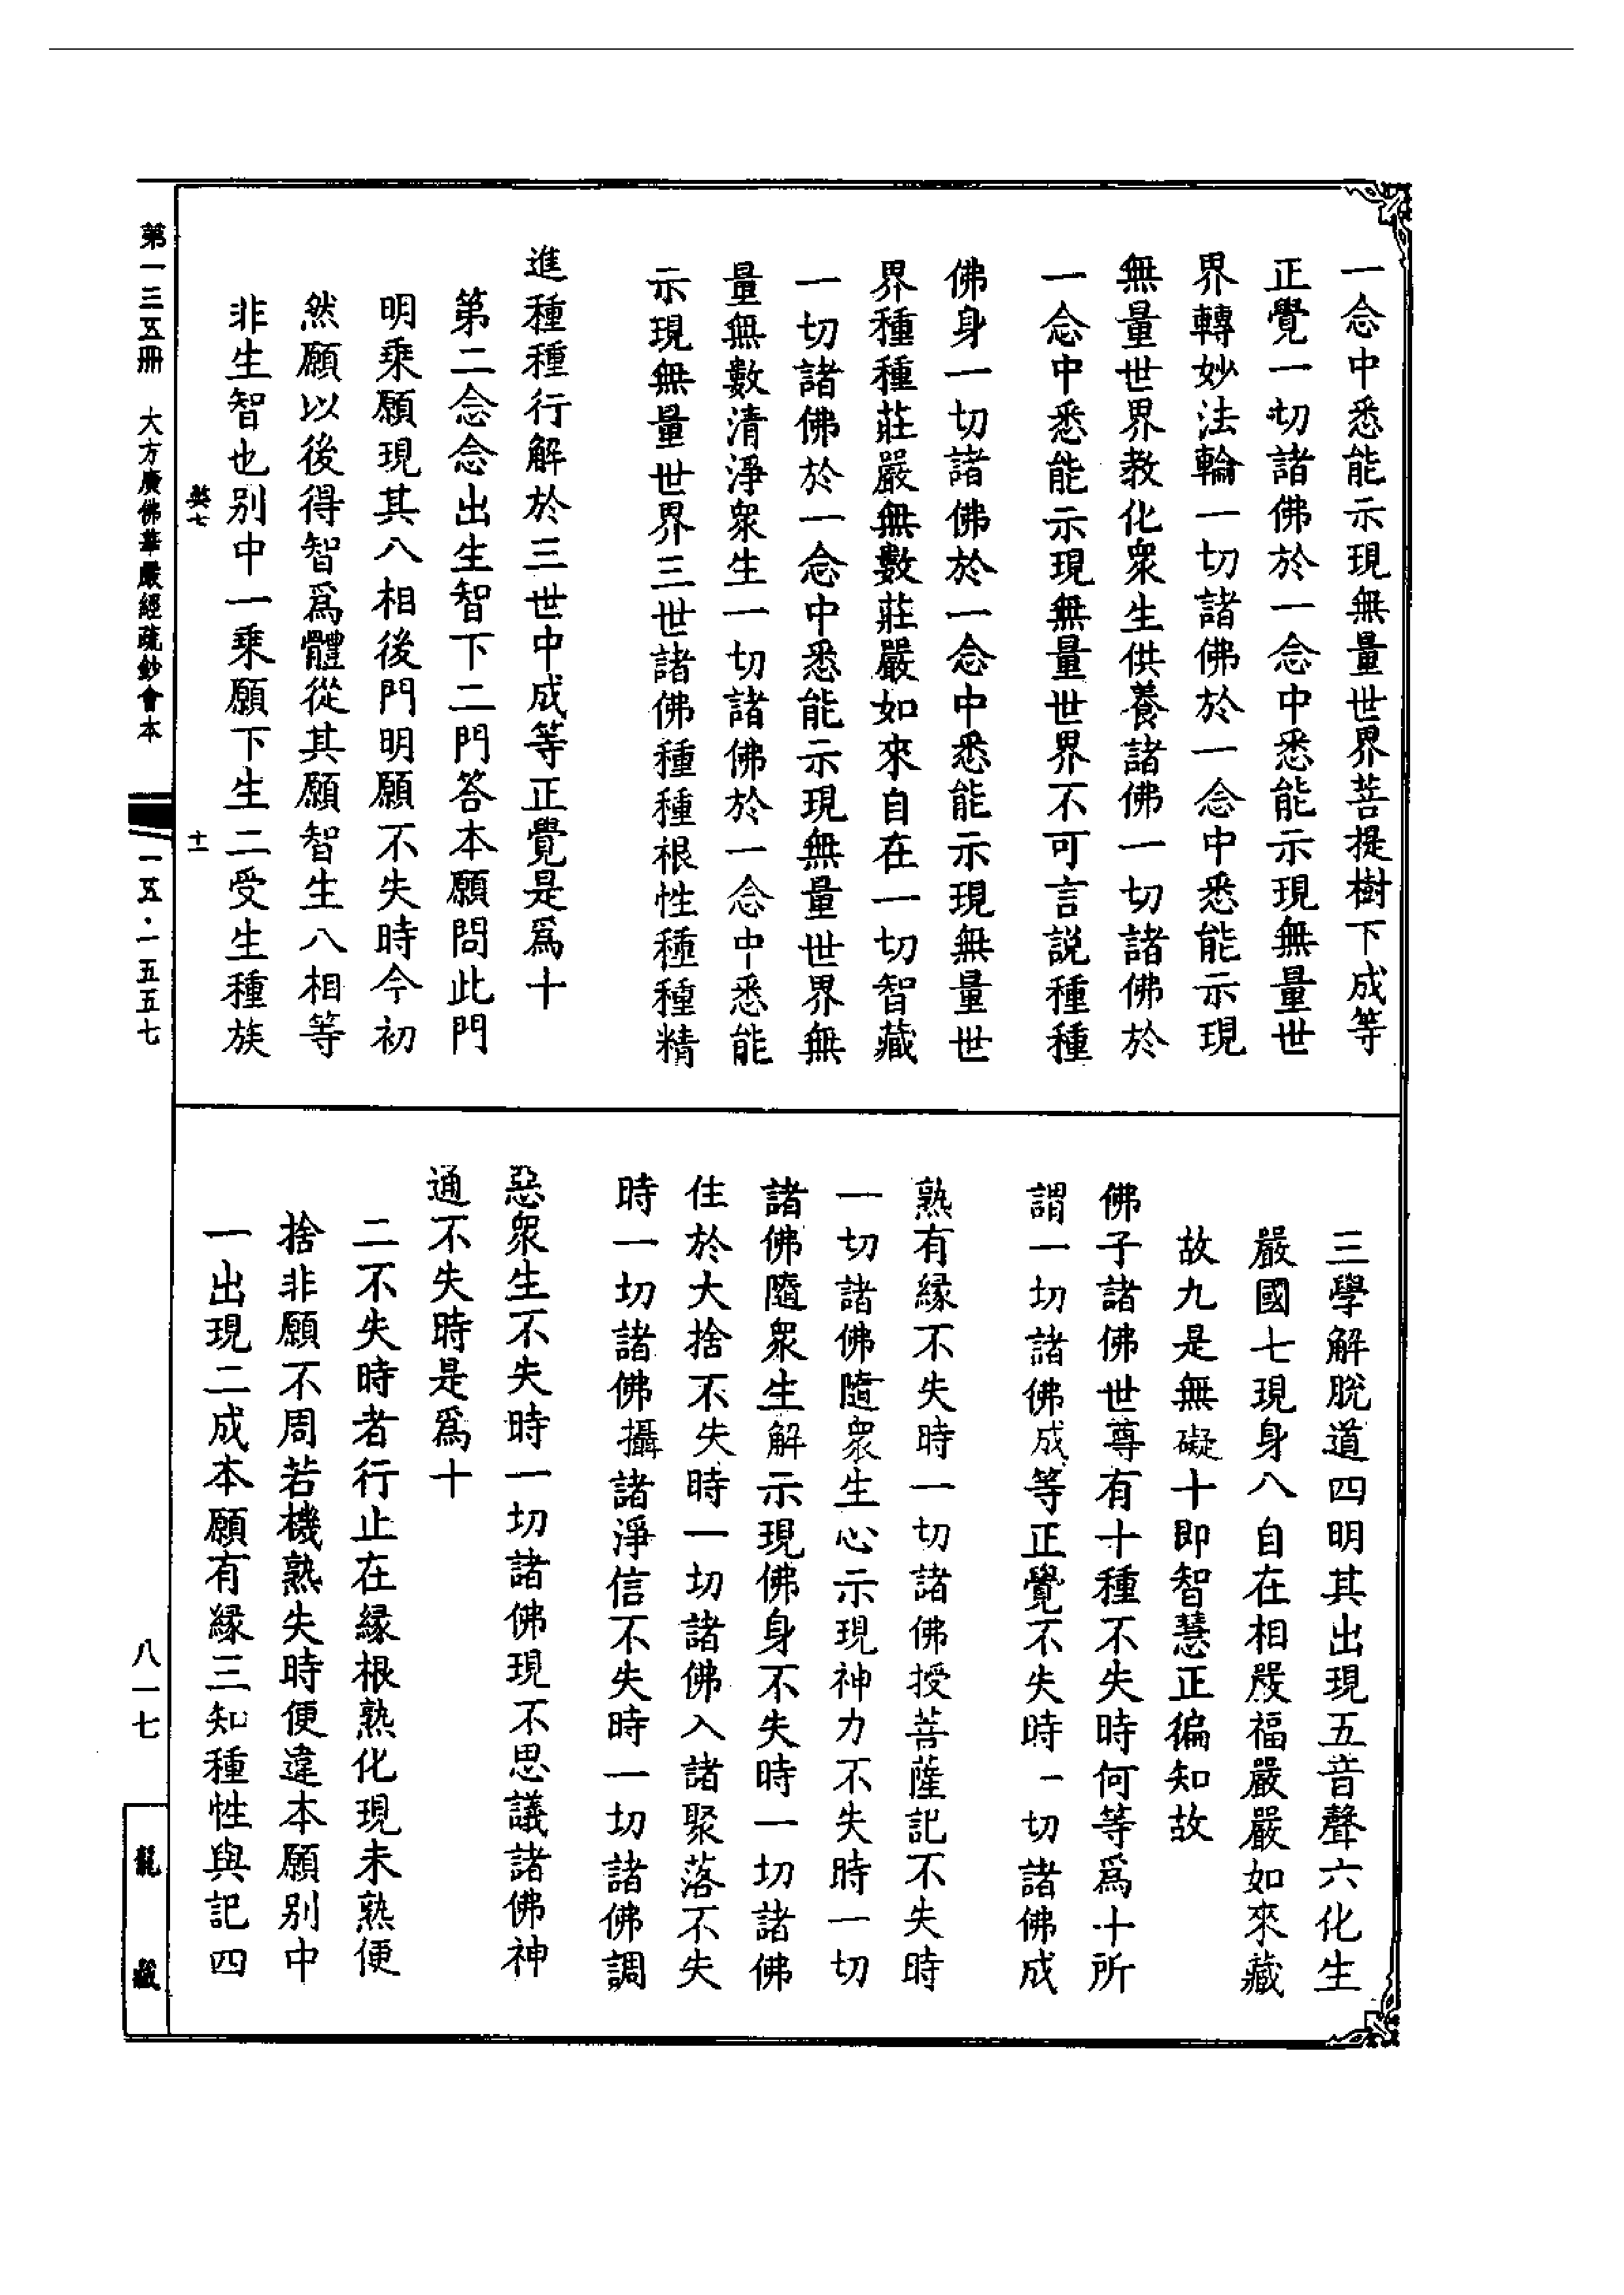 一念中悉能示現無量世界菩提樹下成等
正覺一切諸佛於一念中悉能示現無量世
界轉妙法輪一切諸佛於一念中悉能示現
無量世界教化衆生供養諸佛一切諸佛於
一念中悉能示現無量世界不可言説種種
佛身一切諸佛於一念中悉能示現無量世
界種種莊嚴無數莊嚴如來自在一切智藏
一切諸佛於一念中悉能示現無量世界無
量無數清淨衆生一切諸佛於一念中悉能
示現無量世界三世諸佛種種根性種種精
進種種行解於三世中成等正覺是爲十
第二念念出生智下二門答本願問此門
明乘願現其八相後門明願不失時今初
然願以後得智爲體從其願智生八相等
非生智也别中一乘願下生二受生種族
三學解脱道四明其出現五音聲六化生
嚴國七現身八自在相嚴福嚴嚴如來藏
故九是無礙十即智慧正徧知故
佛子諸佛世尊有十種不失時何等爲十所
謂一切諸佛成等正覺不失時一切諸佛成
熟有縁不失時一切諸佛授菩薩記不失時
一切諸佛隨衆生心示現神力不失時一切
諸佛隨衆生解示現佛身不失時一切諸佛
住於大捨不失時一切諸佛入諸聚落不失
時一切諸佛攝諸淨信不失時一切諸佛調
惡衆生不失時一切諸佛現不思議諸佛神
通不失時是爲十
二不失時者行止在縁根熟化現未熟便
捨非願不周若機熟失時便違本願别中
一出現二成本願有縁三知種性與記四
第一三五册　大方廣佛華嚴經疏鈔會本
一五·一五五七
八一七
龍藏
十一